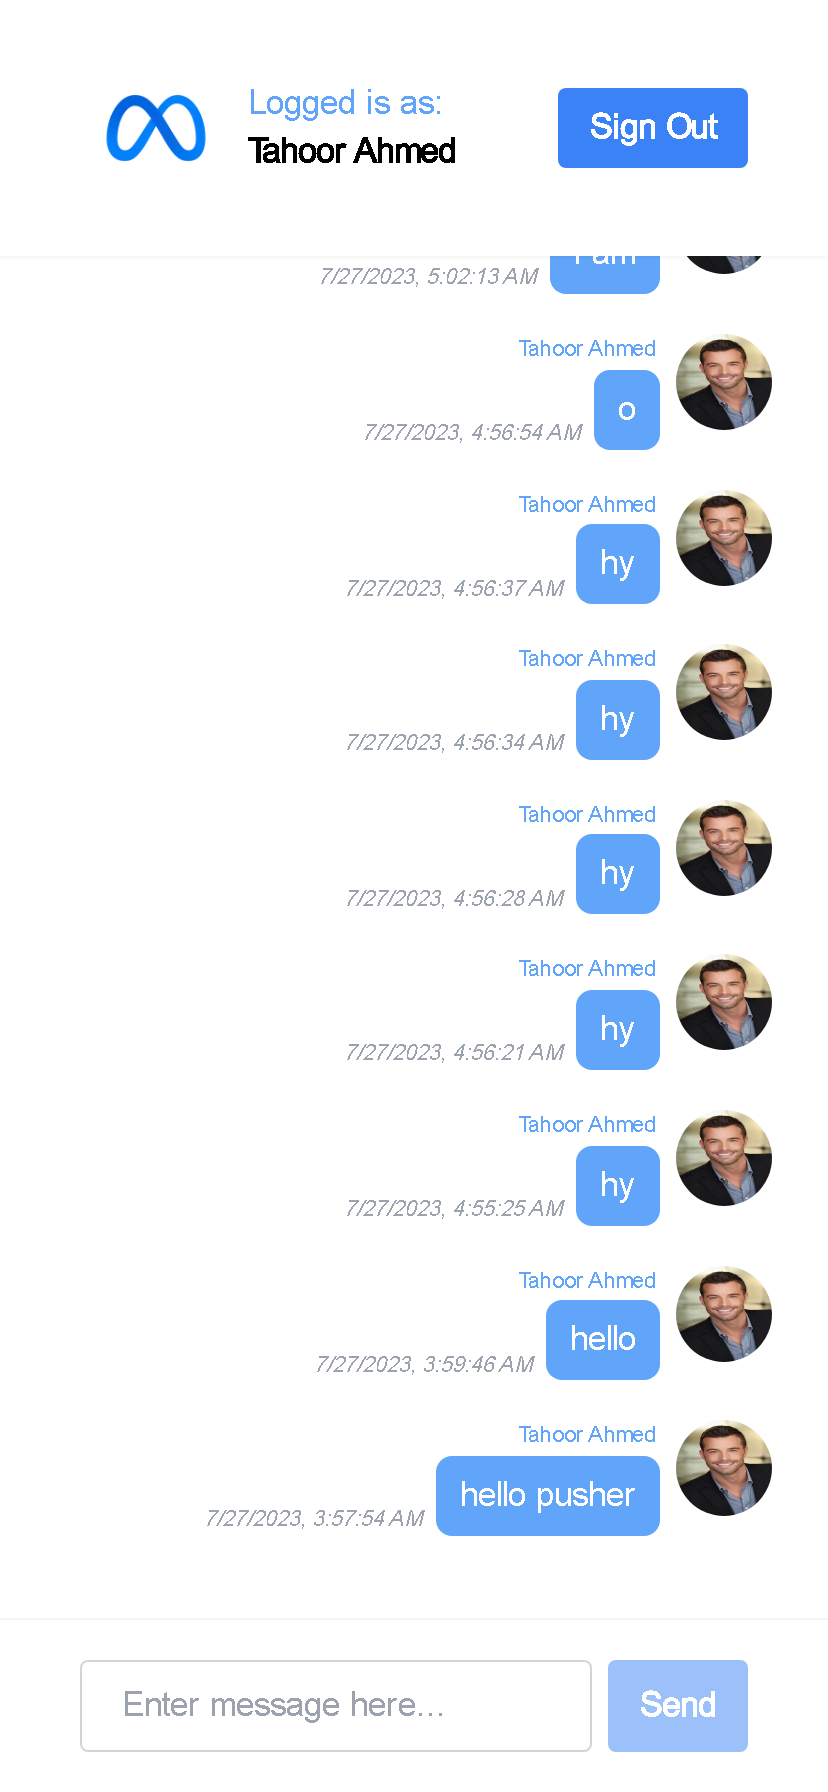 Logged is as:
Tahoor Ahmed
Sign Out
I am
7/27/2023, 5:02:13 AM
Tahoor Ahmed
o
7/27/2023, 4:56:54 AM
Tahoor Ahmed
hy
7/27/2023, 4:56:37 AM
Tahoor Ahmed
hy
7/27/2023, 4:56:34 AM
Tahoor Ahmed
hy
7/27/2023, 4:56:28 AM
Tahoor Ahmed
hy
7/27/2023, 4:56:21 AM
Tahoor Ahmed
hy
7/27/2023, 4:55:25 AM
Tahoor Ahmed
hello
7/27/2023, 3:59:46 AM
Tahoor Ahmed
hello pusher
7/27/2023, 3:57:54 AM
Enter message here...
Send